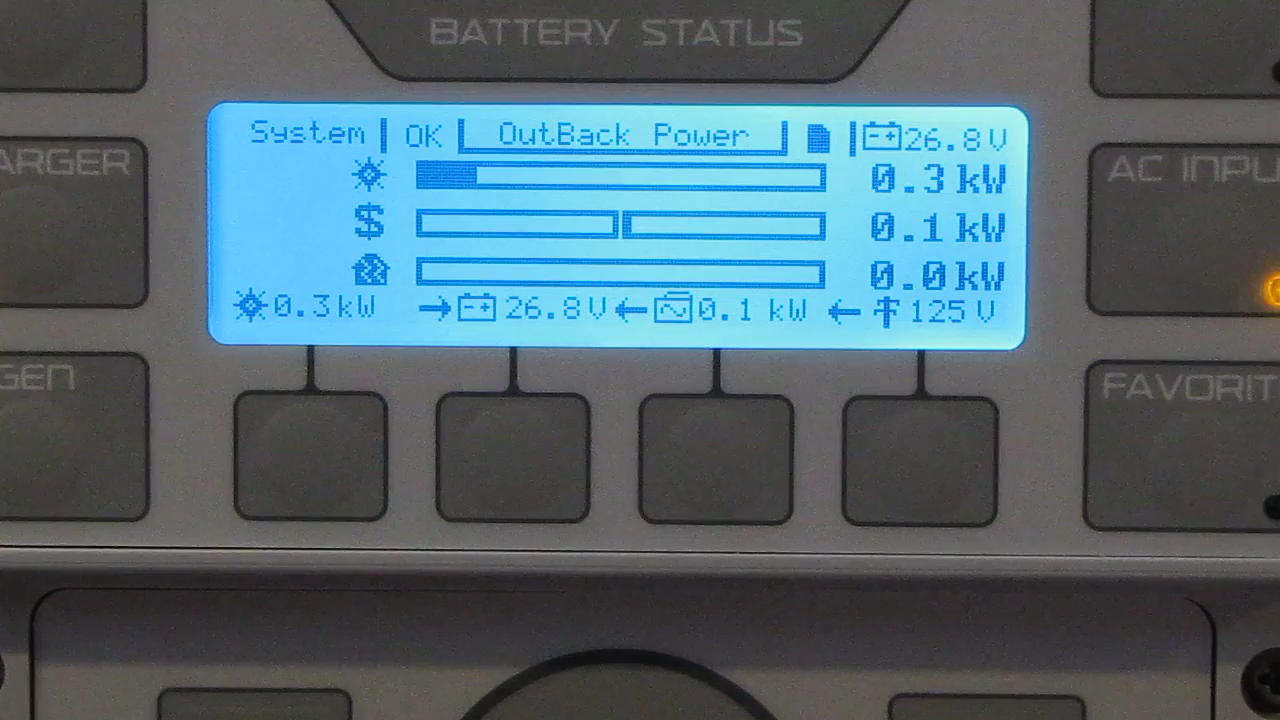 BATTERY STATUS
ARGER
System OK OutBack Power 26.8 V
0.3 kW
$ 0.1 kW
0.0 kW
0.3 kW → 26.8 V ← 0.1 kW ← 125 V
AC INPU
GEN
FAVORIT